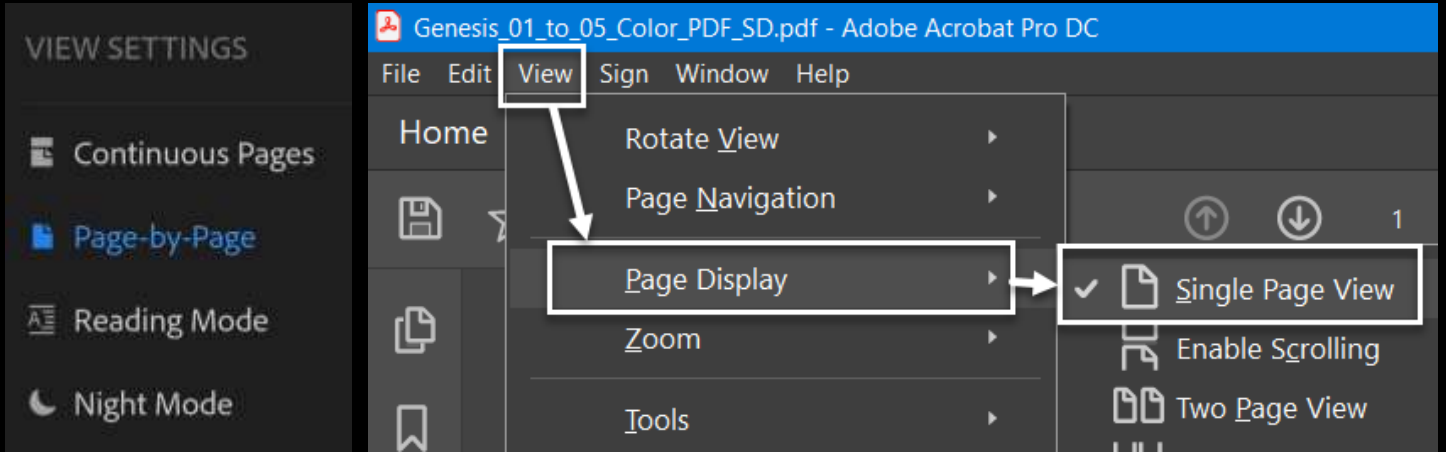 VIEW SETTINGS
Continuous Pages
Page-by-Page
Reading Mode
Night Mode
Genesis_01_to_05_Color_PDF_SD.pdf - Adobe Acrobat Pro DC
File Edit View Sign Window Help
Home
Rotate View
Page Navigation
1
Page Display
Single Page View
Zoom
Enable Scrolling
Two Page View
Tools